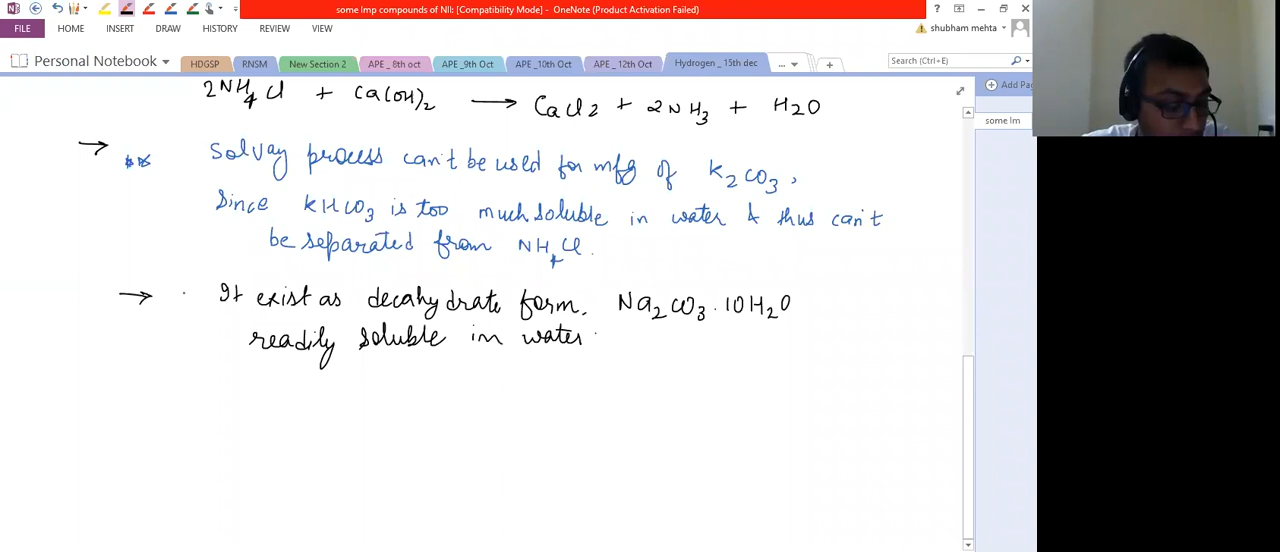 some Imp compounds of NII: [Compatibility Mode] - OneNote (Product Activation Failed)
FILE HOME INSERT DRAW HISTORY REVIEW VIEW
shubham mehta
Personal Notebook HDGSP RNSM New Section 2 APE _ 8th oct APE _9th Oct APE _10th Oct APE _ 12th Oct Hydrogen _ 15th dec ... +
Search (Ctrl+E)
Add Pag
some Im
2NH4Cl + Ca(OH)2 → CaCl2 + 2NH3 + H2O
→ ** Solvay process can't be used for mfg of K2CO3,
Since KHCO3 is too much soluble in water & thus can't
be separated from NH4Cl.
→ It exist as decahydrate form. Na2CO3.10H2O
readily soluble in water.